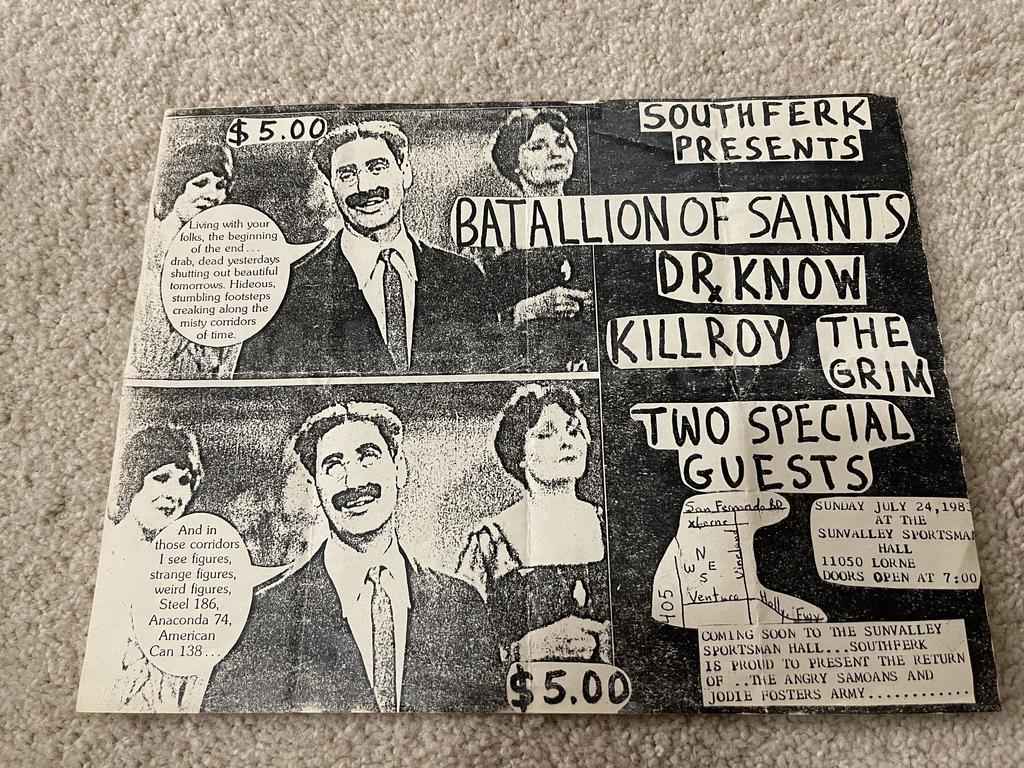 $5.00
Living with your
folks, the beginning
of the end...
drab, dead yesterdays
shutting out beautiful
tomorrows. Hideous,
stumbling footsteps
creaking along the
misty corridors
of time.
And in
those corridors
I see figures,
strange figures,
weird figures,
Steel 186,
Anaconda 74,
American
Can 138...
$5.00
SOUTHFERK
PRESENTS
BATALLION OF SAINTS
DR. KNOW
KILLROY
THE
GRIM
TWO SPECIAL
GUESTS
San Fernando RD
xLorne
Vineland
N
W E
S
405
Ventura
Holly Fwy
SUNDAY JULY 24, 1983
AT THE
SUNVALLEY SPORTSMA
HALL
11050 LORNE
DOORS OPEN AT 7:00
COMING SOON TO THE SUNVALLEY
SPORTSMAN HALL...SOUTHFERK
IS PROUD TO PRESENT THE RETURN
OF ..THE ANGRY SAMOANS AND
JODIE FOSTERS ARMY............